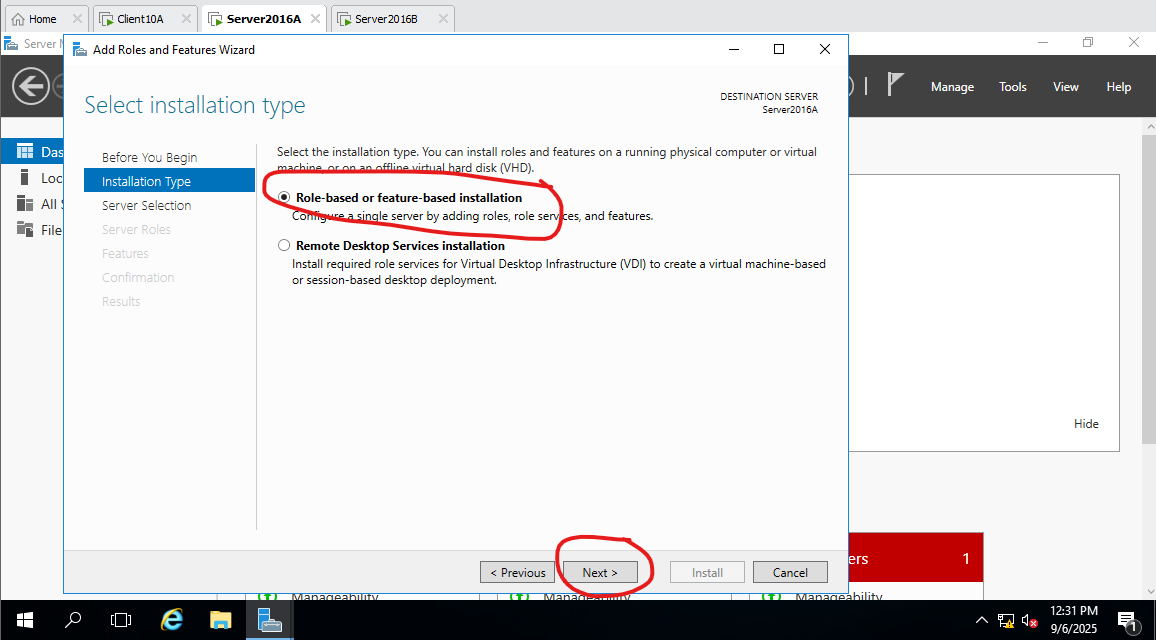 Home
Client10A
Server2016A
Server2016B
Server
Add Roles and Features Wizard
Manage
Tools
View
Help
Select installation type
DESTINATION SERVER
Server2016A
Before You Begin
Installation Type
Server Selection
Server Roles
Features
Confirmation
Results
Select the installation type. You can install roles and features on a running physical computer or virtual
machine, or on an offline virtual hard disk (VHD).
Role-based or feature-based installation
Configure a single server by adding roles, role services, and features.
Remote Desktop Services installation
Install required role services for Virtual Desktop Infrastructure (VDI) to create a virtual machine-based
or session-based desktop deployment.
Das
Loc
All S
File
Hide
ers 1
< Previous
Next >
Install
Cancel
Manageability
Manageability
Manageability
12:31 PM
9/6/2025
1